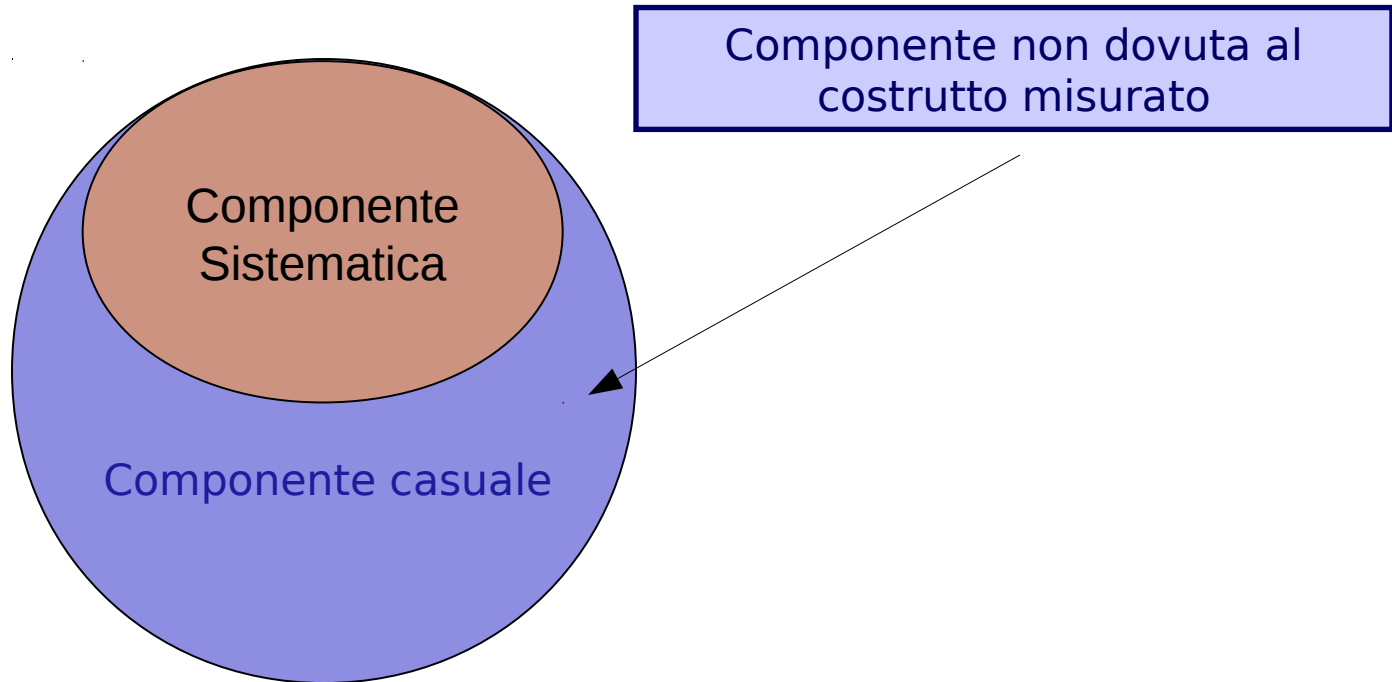 Componente non dovuta al
costrutto misurato
Componente
Sistematica
Componente casuale